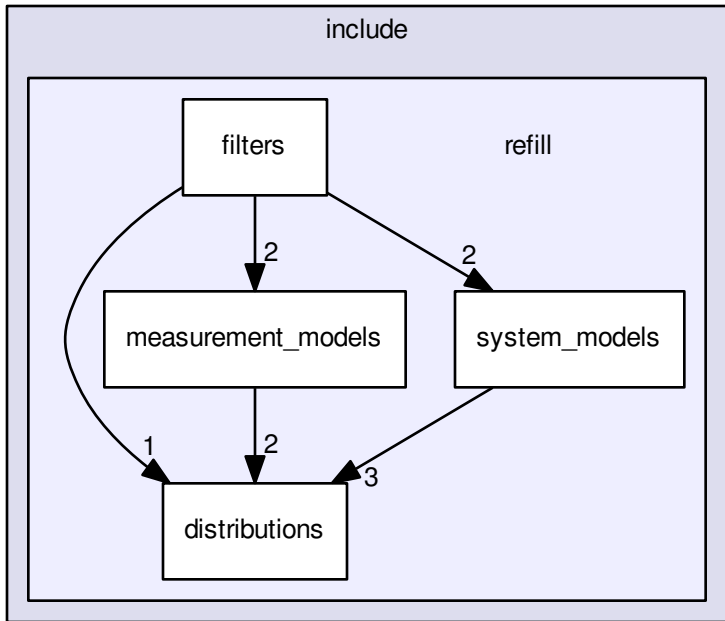 include
filters
refill
2
2
measurement_models
system_models
1
2
3
distributions